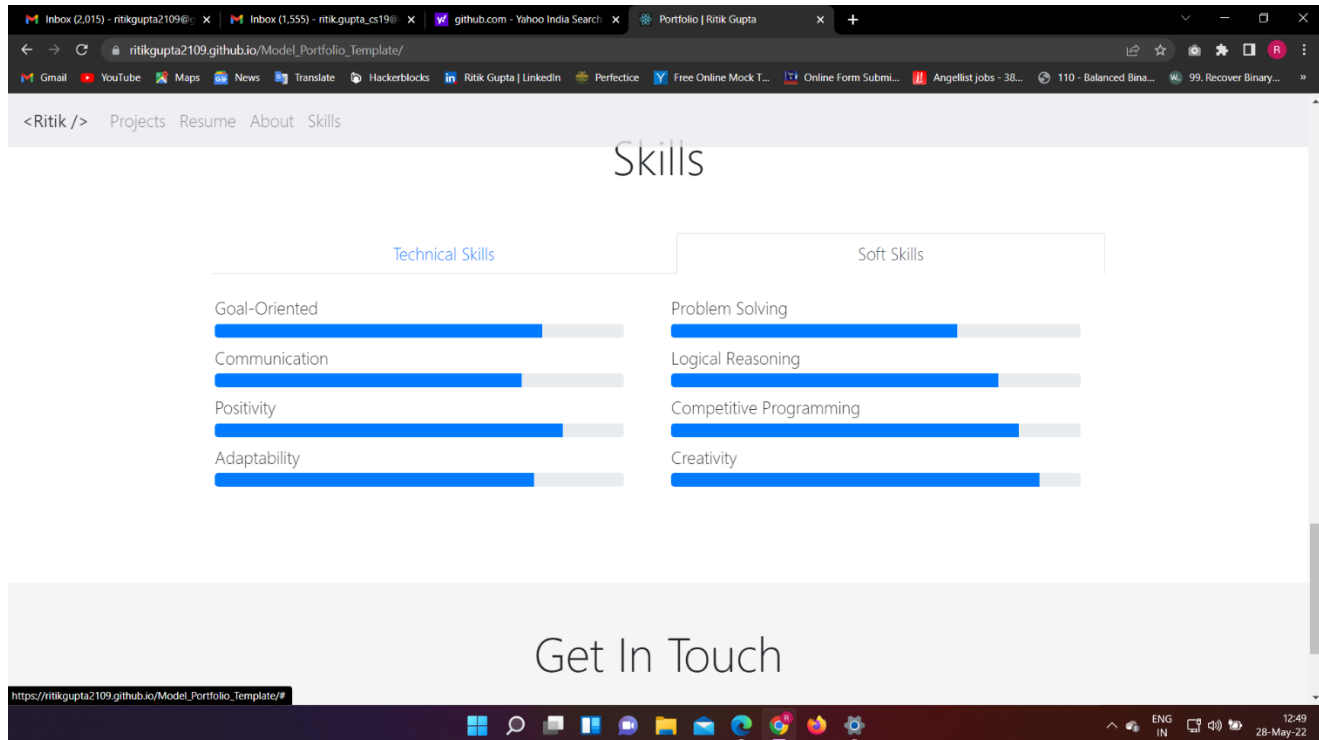 Inbox (2,015) - ritikgupta2109@g
Inbox (1,555) - ritik.gupta_cs19@
github.com - Yahoo India Search
Portfolio | Ritik Gupta
ritikgupta2109.github.io/Model_Portfolio_Template/
R
Gmail YouTube Maps News Translate Hackerblocks Ritik Gupta | LinkedIn Perfectice Free Online Mock T... Online Form Submi... Angellist jobs - 38... 110 - Balanced Bina... 99. Recover Binary... »
<Ritik /> Projects Resume About Skills
Skills
Technical Skills Soft Skills
Goal-Oriented Problem Solving
Communication Logical Reasoning
Positivity Competitive Programming
Adaptability Creativity
Get In Touch
https://ritikgupta2109.github.io/Model_Portfolio_Template/#
ENG 12:49
IN 28-May-22